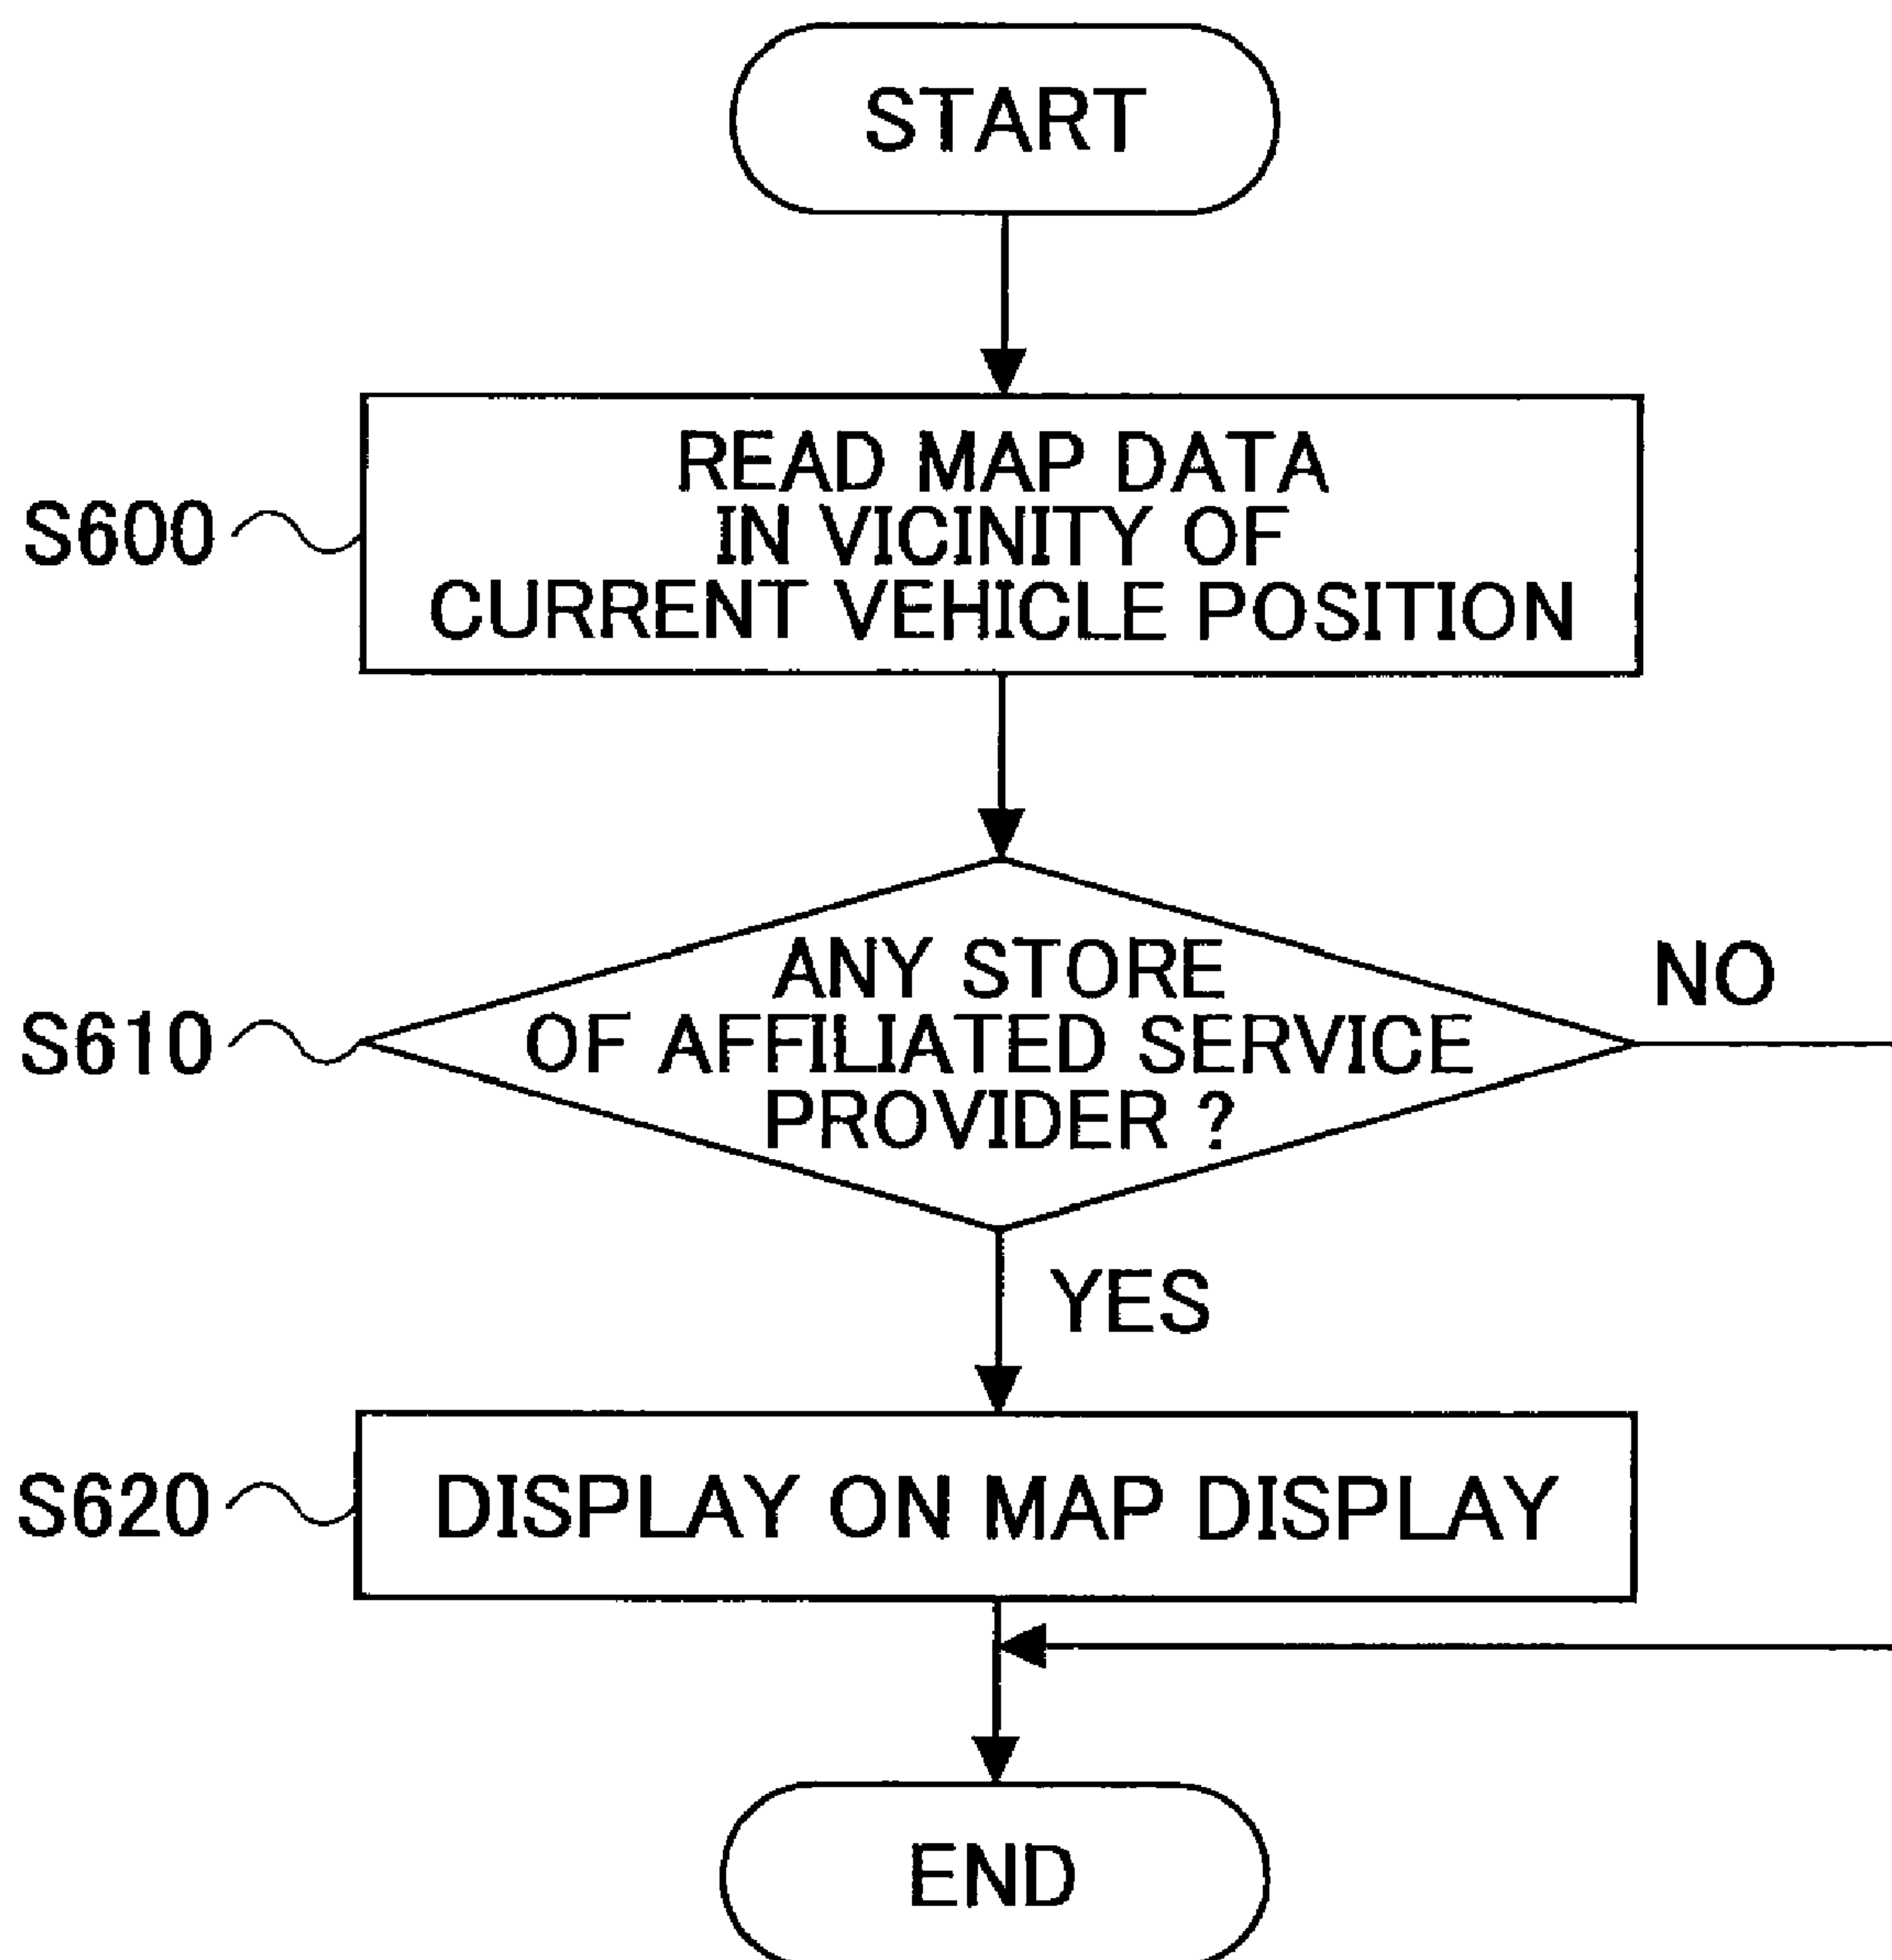 START
S600
READ MAP DATA
IN VICINITY OF
CURRENT VEHICLE POSITION
S610
ANY STORE
OF AFFILIATED SERVICE
PROVIDER ?
NO
YES
S620
DISPLAY ON MAP DISPLAY
END